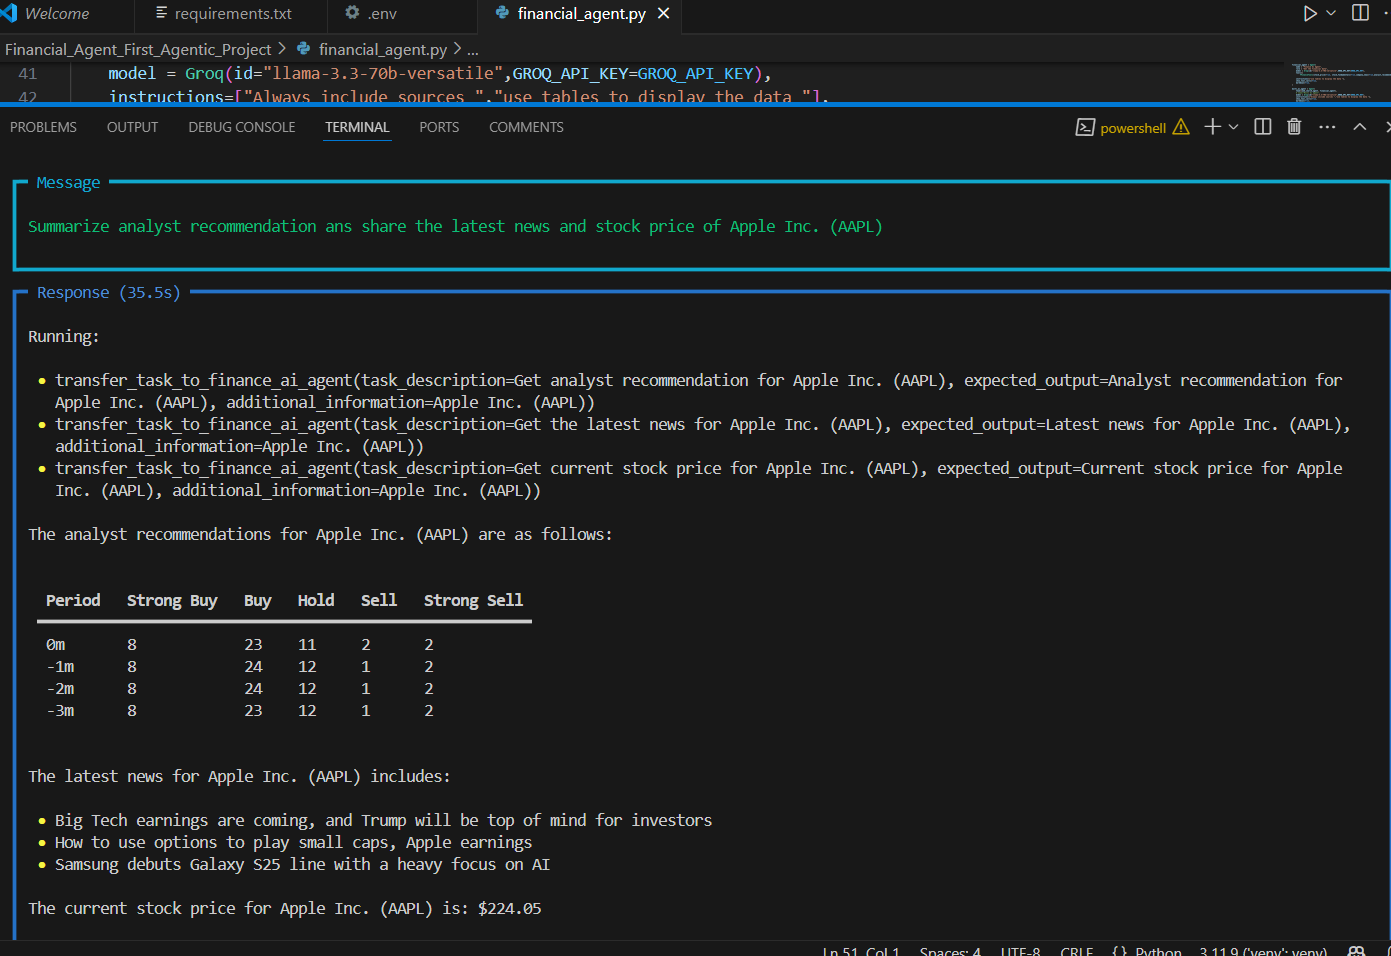 Welcome requirements.txt .env financial_agent.py
Financial_Agent_First_Agentic_Project > financial_agent.py > ...
41 model = Groq(id="llama-3.3-70b-versatile",GROQ_API_KEY=GROQ_API_KEY),
42 instructions=["Always include sources ","use tables to display the data "],
PROBLEMS OUTPUT DEBUG CONSOLE TERMINAL PORTS COMMENTS powershell
Message
Summarize analyst recommendation ans share the latest news and stock price of Apple Inc. (AAPL)
Response (35.5s)
Running:
• transfer_task_to_finance_ai_agent(task_description=Get analyst recommendation for Apple Inc. (AAPL), expected_output=Analyst recommendation for
Apple Inc. (AAPL), additional_information=Apple Inc. (AAPL))
• transfer_task_to_finance_ai_agent(task_description=Get the latest news for Apple Inc. (AAPL), expected_output=Latest news for Apple Inc. (AAPL),
additional_information=Apple Inc. (AAPL))
• transfer_task_to_finance_ai_agent(task_description=Get current stock price for Apple Inc. (AAPL), expected_output=Current stock price for Apple
Inc. (AAPL), additional_information=Apple Inc. (AAPL))
The analyst recommendations for Apple Inc. (AAPL) are as follows:
Period Strong Buy Buy Hold Sell Strong Sell
0m 8 23 11 2 2
-1m 8 24 12 1 2
-2m 8 24 12 1 2
-3m 8 23 12 1 2
The latest news for Apple Inc. (AAPL) includes:
• Big Tech earnings are coming, and Trump will be top of mind for investors
• How to use options to play small caps, Apple earnings
• Samsung debuts Galaxy S25 line with a heavy focus on AI
The current stock price for Apple Inc. (AAPL) is: $224.05
Ln 51, Col 1 Spaces: 4 UTF-8 CRLF {} Python 3.11.9 ('venv': venv)